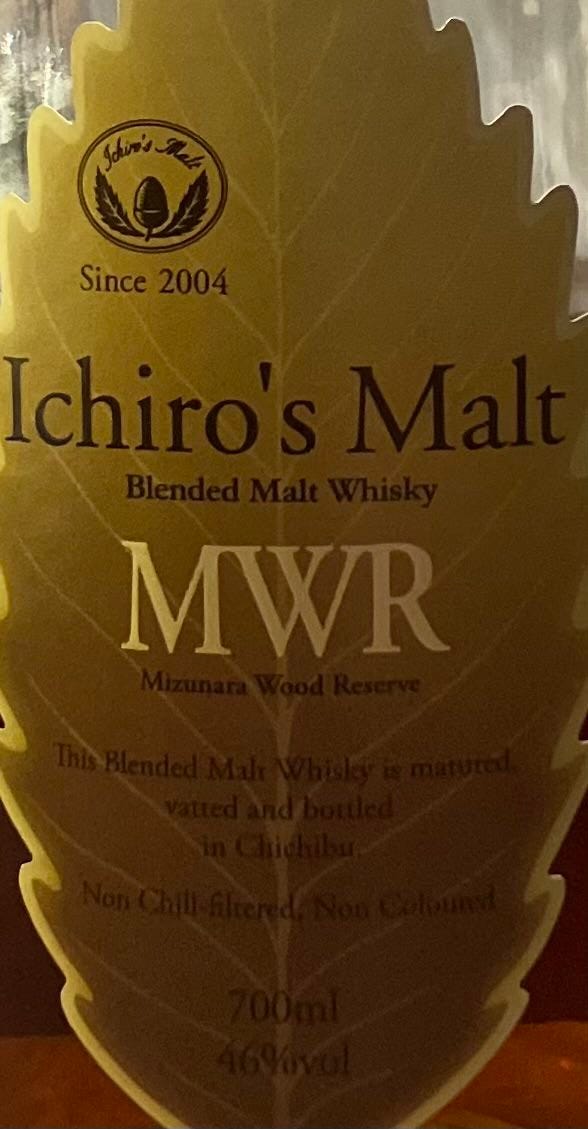 Ichiro's Malt
Since 2004
Ichiro's Malt
Blended Malt Whisky
MWR
Mizunara Wood Reserve
This Blended Malt Whisky is matured,
vatted and bottled
in Chichibu.
Non Chill-filtered, Non Coloured
700ml
46%vol